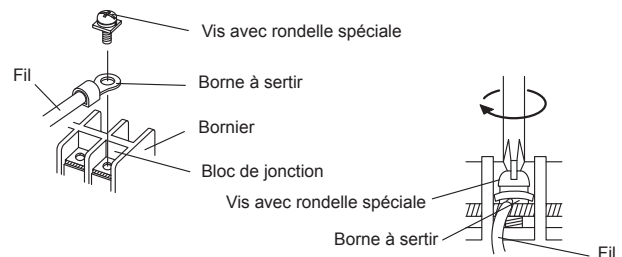 Vis avec rondelle spéciale
Fil
Borne à sertir
Bornier
Bloc de jonction
Vis avec rondelle spéciale
Borne à sertir
Fil